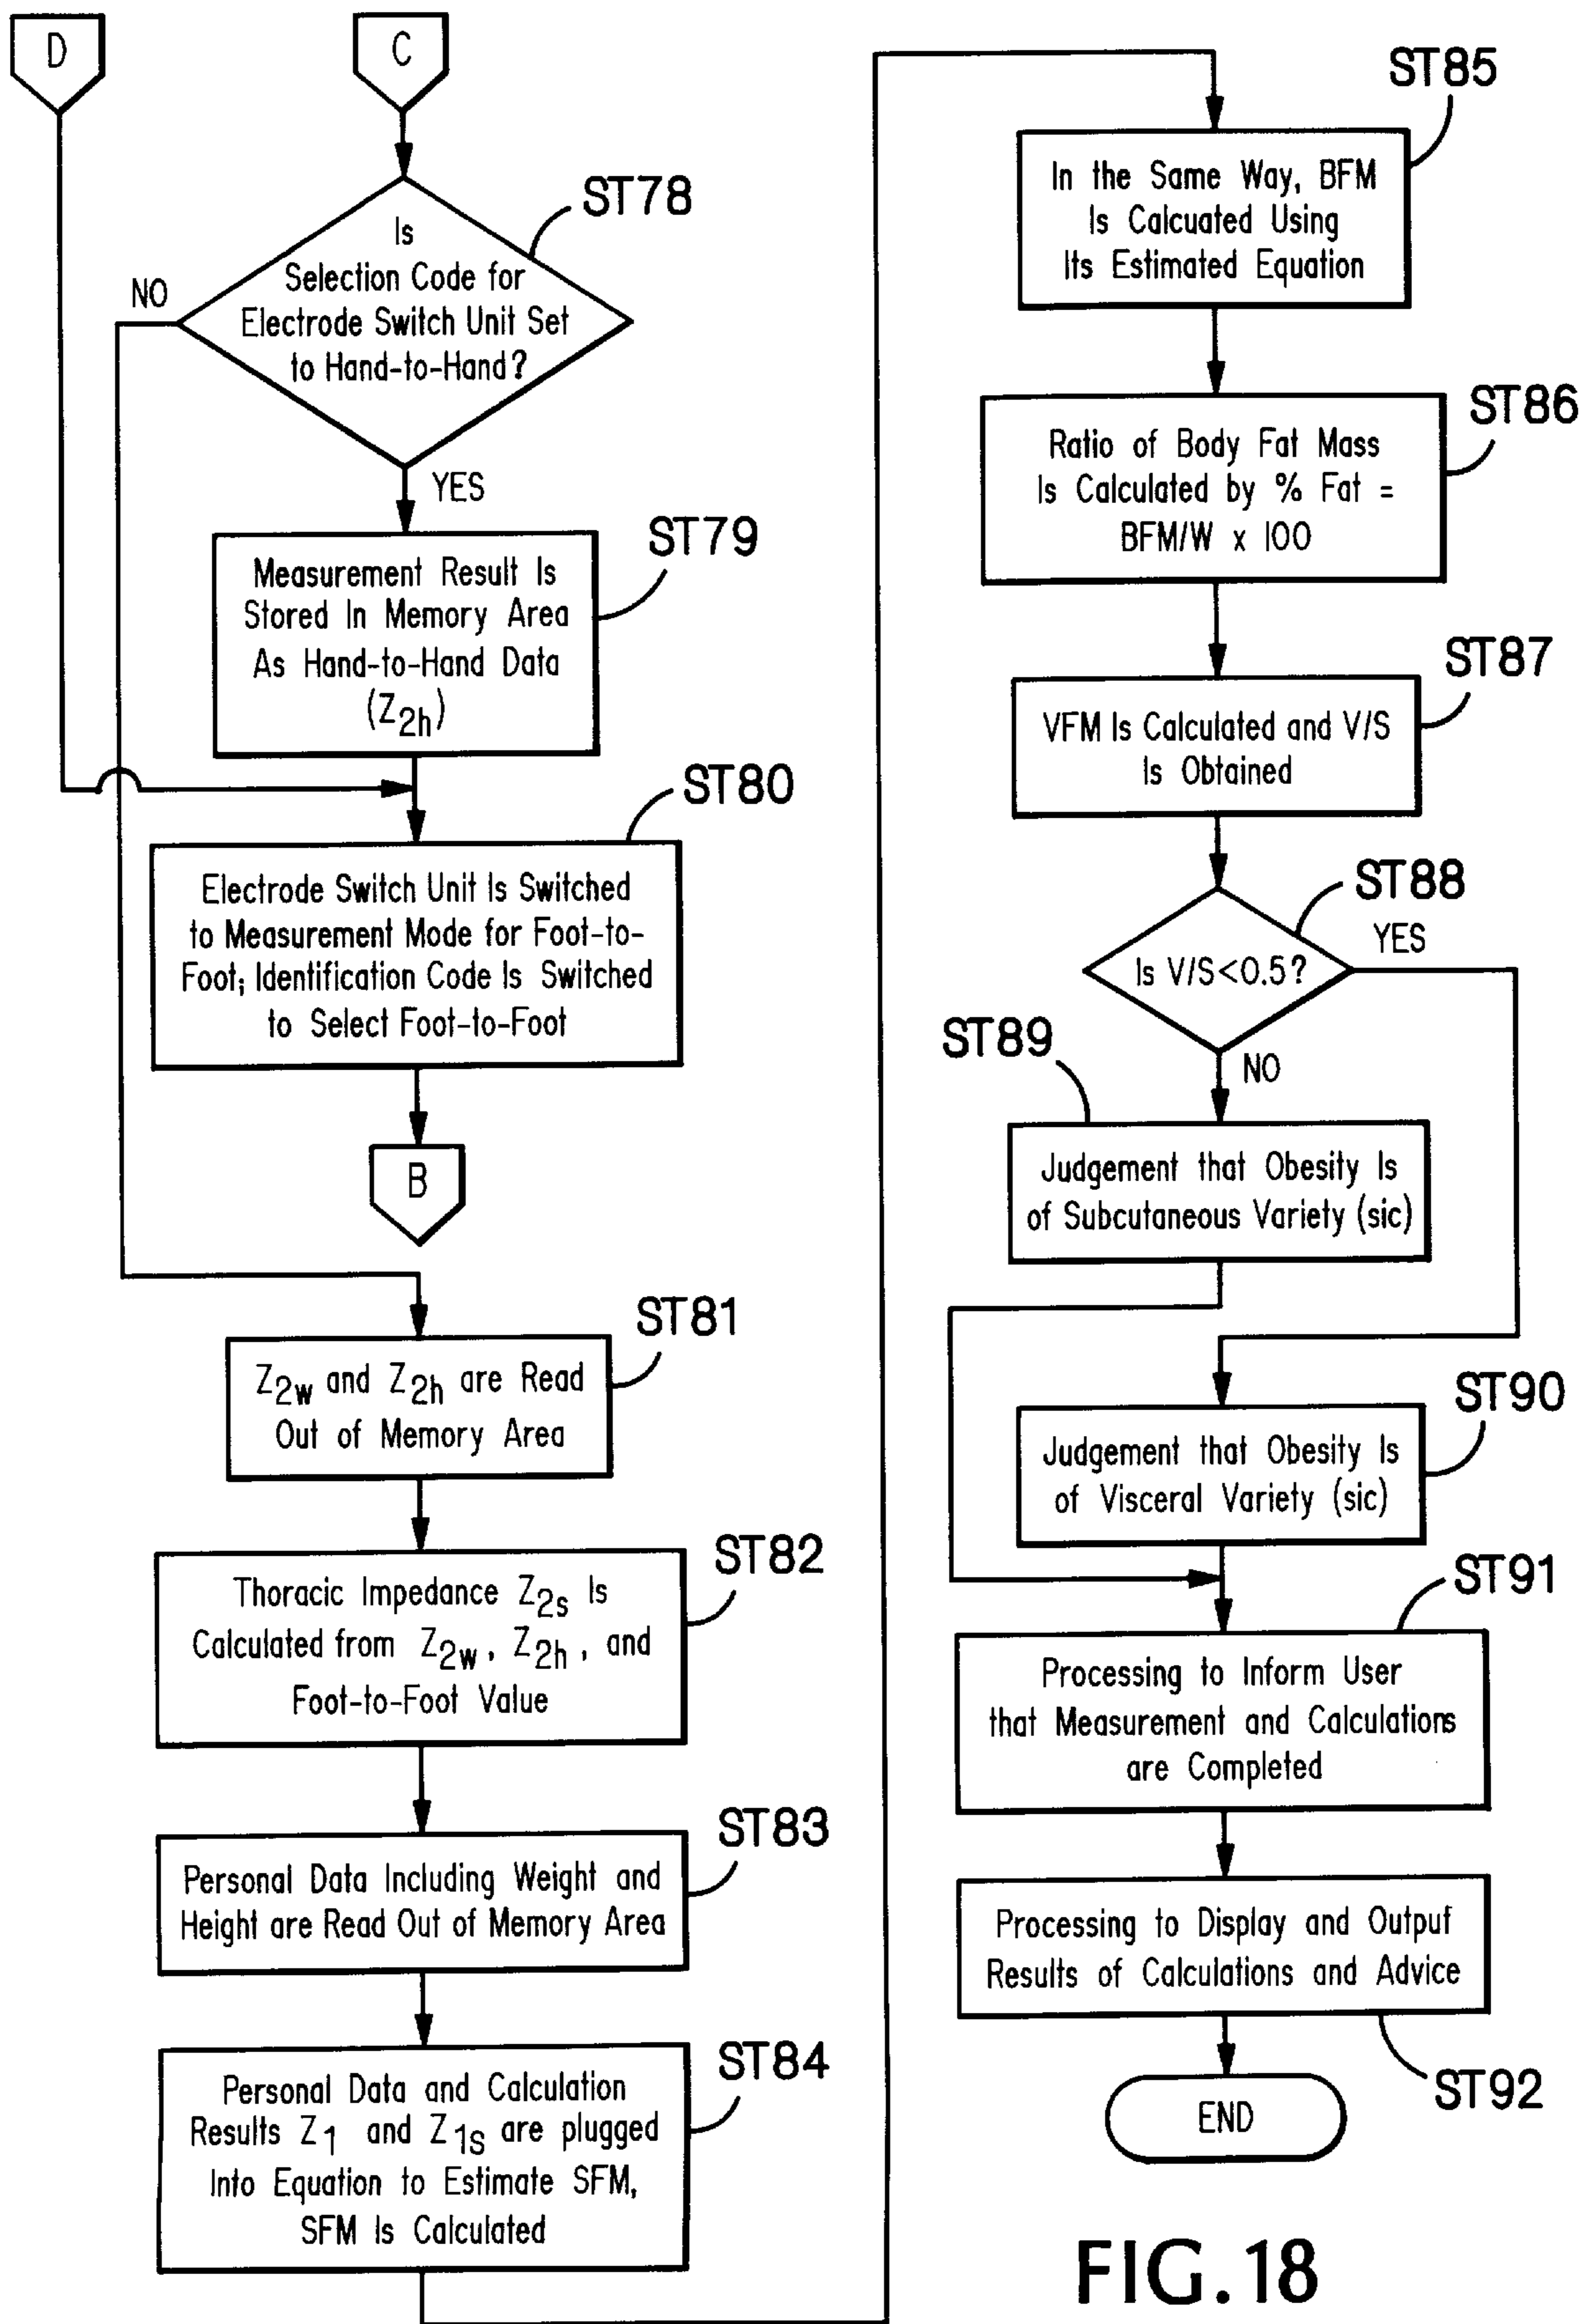 D
C
ST78
Is
Selection Code for
Electrode Switch Unit Set
to Hand-to-Hand?
NO
YES
ST79
Measurement Result Is
Stored In Memory Area
As Hand-to-Hand Data
(Z2h)
ST80
Electrode Switch Unit Is Switched
to Measurement Mode for Foot-to-
Foot; Identification Code Is Switched
to Select Foot-to-Foot
B
ST81
Z2w and Z2h are Read
Out of Memory Area
ST82
Thoracic Impedance Z2s Is
Calculated from Z2w, Z2h, and
Foot-to-Foot Value
ST83
Personal Data Including Weight and
Height are Read Out of Memory Area
ST84
Personal Data and Calculation
Results Z1 and Z1S are plugged
Into Equation to Estimate SFM,
SFM Is Calculated
ST85
In the Same Way, BFM
Is Calcuated Using
Its Estimated Equation
ST86
Ratio of Body Fat Mass
Is Calculated by % Fat =
BFM/W x 100
ST87
VFM Is Calculated and V/S
Is Obtained
ST88
Is V/S<0.5?
YES
NO
ST89
Judgement that Obesity Is
of Subcutaneous Variety (sic)
ST90
Judgement that Obesity Is
of Visceral Variety (sic)
ST91
Processing to Inform User
that Measurement and Calculations
are Completed
Processing to Display and Output
Results of Calculations and Advice
ST92
END
FIG.18